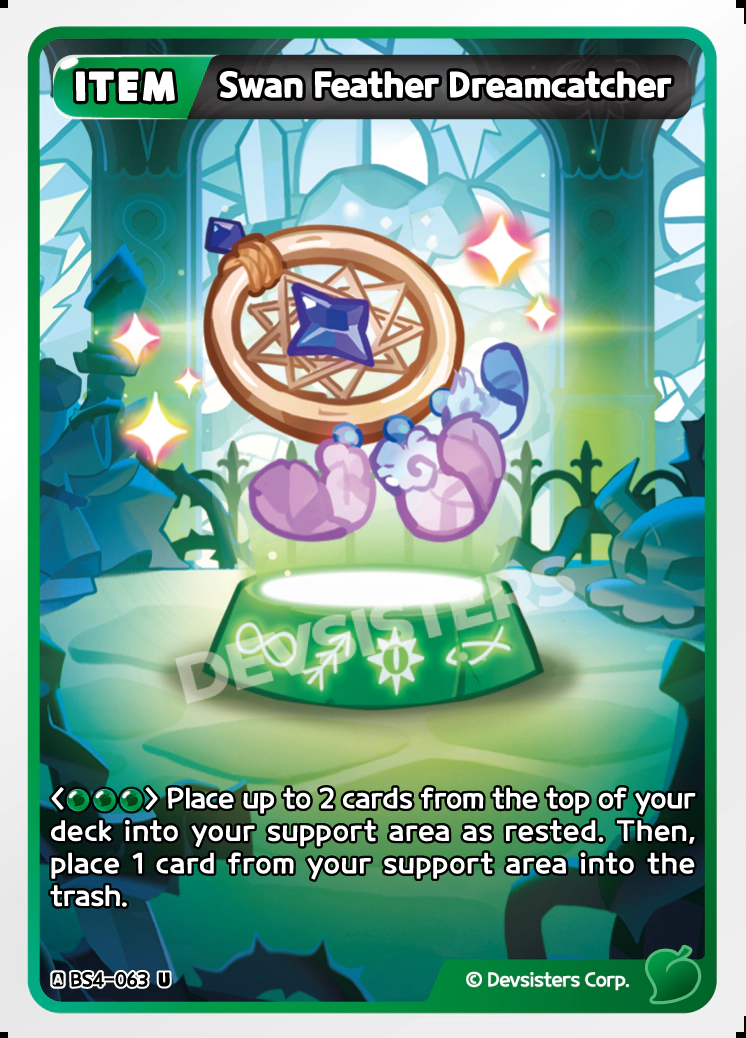 ITEM Swan Feather Dreamcatcher
DEVSISTERS
<●●●> Place up to 2 cards from the top of your
deck into your support area as rested. Then,
place 1 card from your support area into the
trash.
A BS4-063 U © Devsisters Corp.